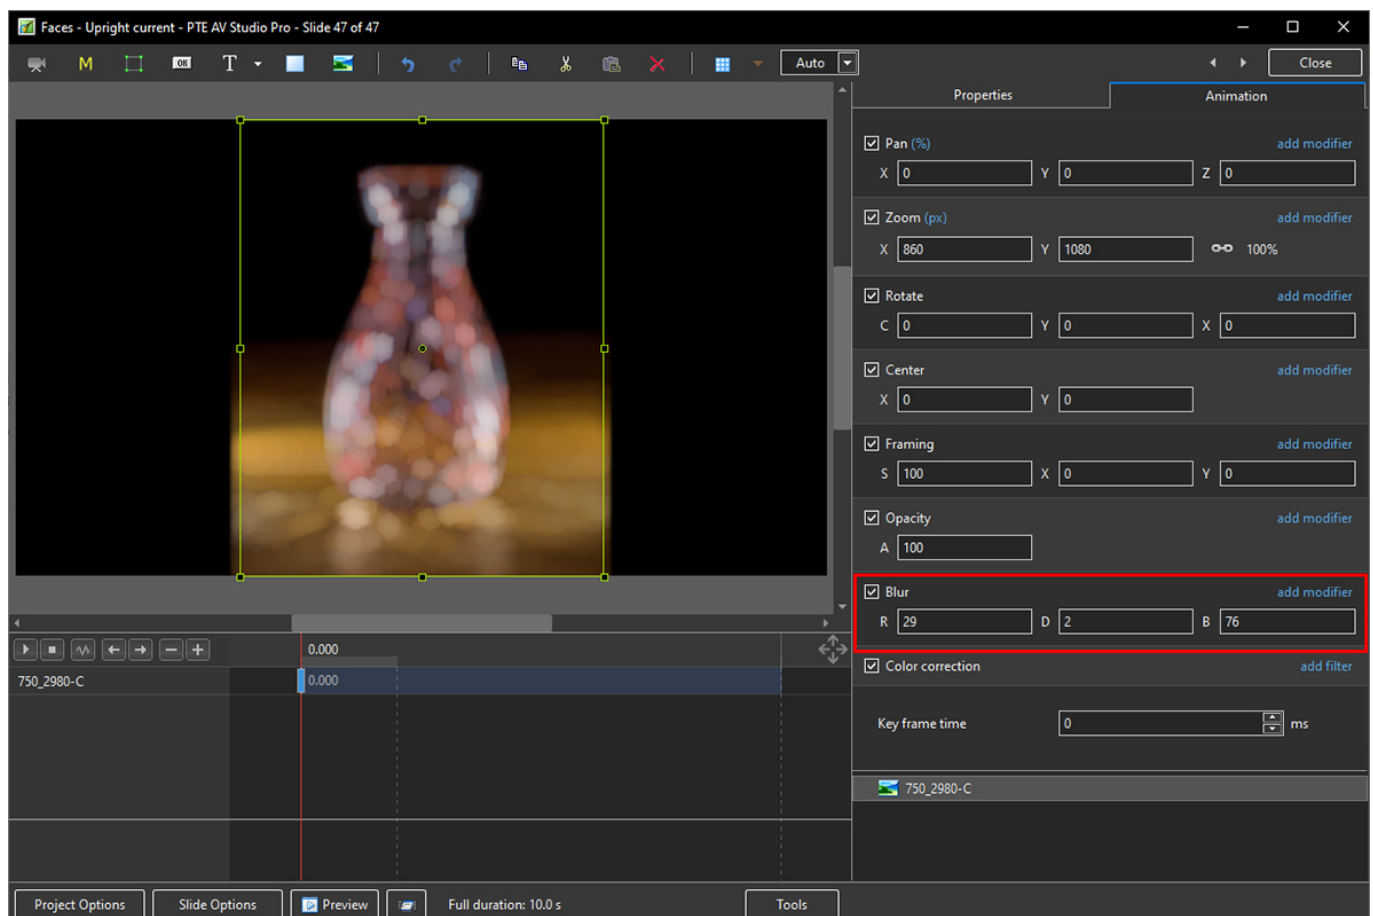 Faces - Upright current - PTE AV Studio Pro - Slide 47 of 47
M OK T Auto Close
Properties Animation
Pan (%) add modifier
X 0 Y 0 Z 0
Zoom (px) add modifier
X 860 Y 1080 100%
Rotate add modifier
C 0 Y 0 X 0
Center add modifier
X 0 Y 0
Framing add modifier
S 100 X 0 Y 0
Opacity add modifier
A 100
Blur add modifier
R 29 D 2 B 76
Color correction add filter
Key frame time 0 ms
750_2980-C
0.000
750_2980-C 0.000
Project Options Slide Options Preview Full duration: 10.0 s Tools